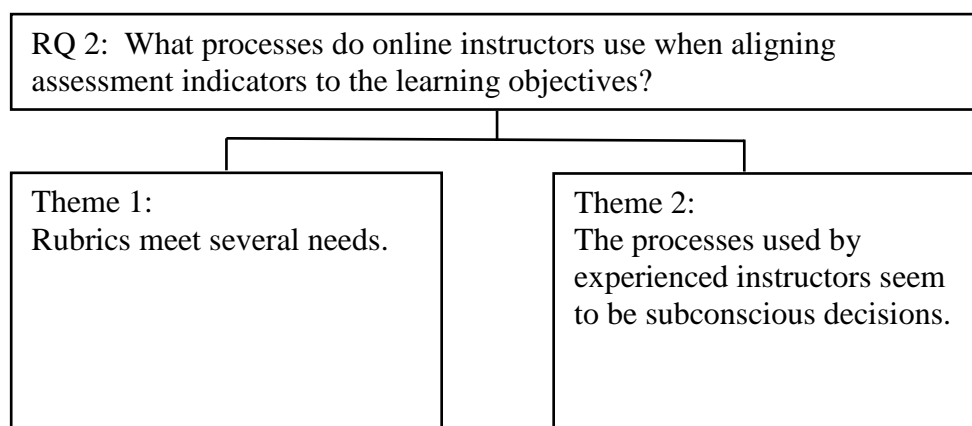 RQ 2:  What processes do online instructors use when aligning
assessment indicators to the learning objectives?
Theme 1:
Rubrics meet several needs.
Theme 2:
The processes used by
experienced instructors seem
to be subconscious decisions.